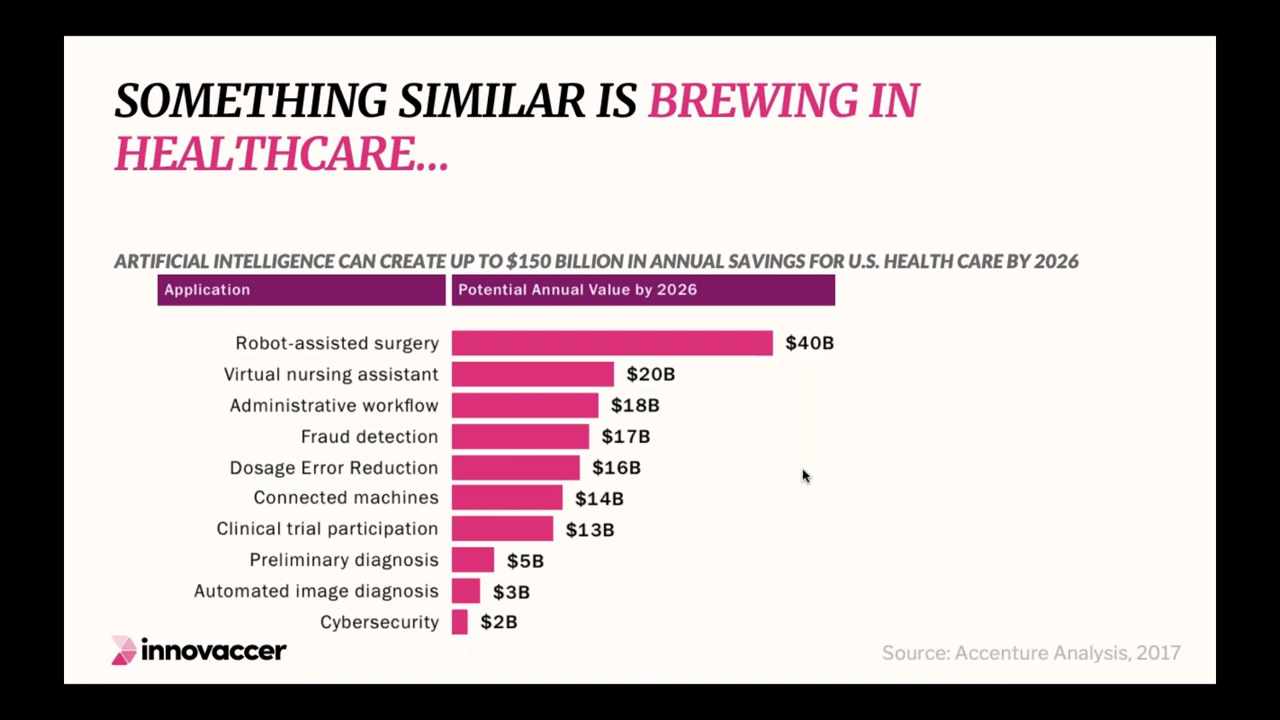 SOMETHING SIMILAR IS BREWING IN
HEALTHCARE...
ARTIFICIAL INTELLIGENCE CAN CREATE UP TO $150 BILLION IN ANNUAL SAVINGS FOR U.S. HEALTH CARE BY 2026
Application Potential Annual Value by 2026
Robot-assisted surgery $40B
Virtual nursing assistant $20B
Administrative workflow $18B
Fraud detection $17B
Dosage Error Reduction $16B
Connected machines $14B
Clinical trial participation $13B
Preliminary diagnosis $5B
Automated image diagnosis $3B
Cybersecurity $2B
innovaccer
Source: Accenture Analysis, 2017